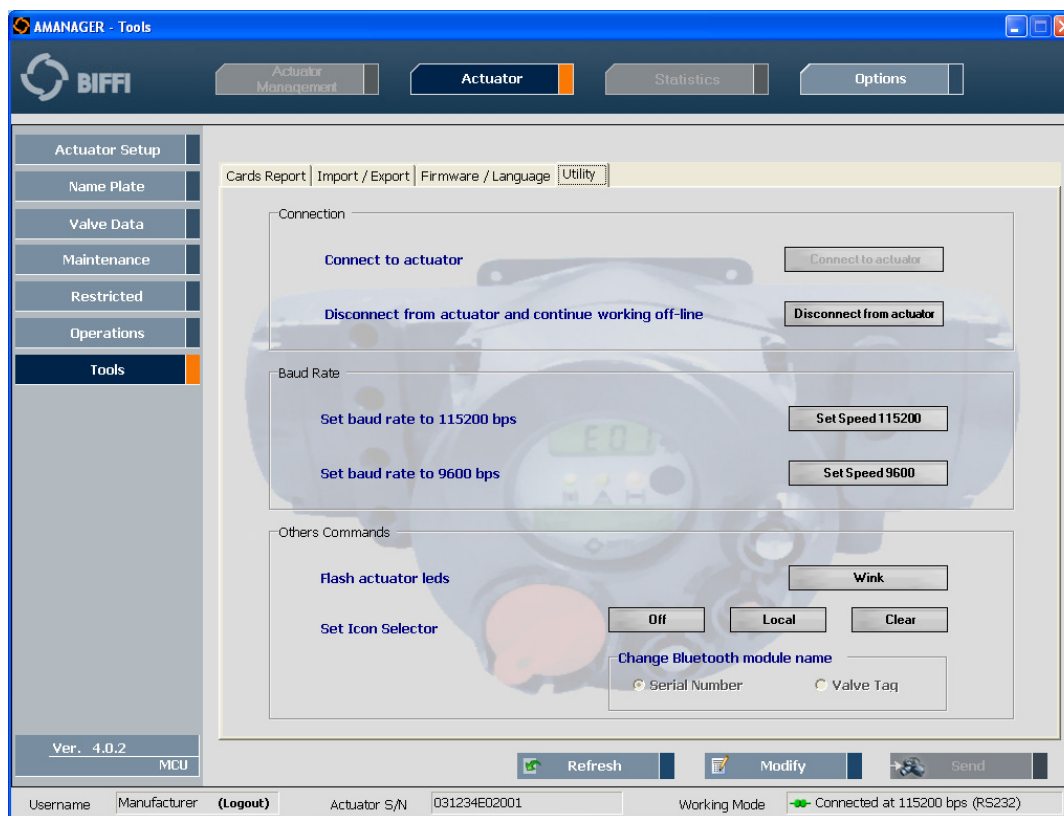 AMANAGER - Tools
BIFFI
Actuator
Management
Actuator
Statistics
Options
Actuator Setup
Name Plate
Valve Data
Maintenance
Restricted
Operations
Tools
Cards Report
Import / Export
Firmware / Language
Utility
Connection
Connect to actuator
Connect to actuator
Disconnect from actuator and continue working off-line
Disconnect from actuator
Baud Rate
Set baud rate to 115200 bps
Set Speed 115200
E01
Set baud rate to 9600 bps
Set Speed 9600
Others Commands
Flash actuator leds
Wink
Set Icon Selector
Off
Local
Clear
Change Bluetooth module name
Serial Number
Valve Tag
Ver. 4.0.2
MCU
Refresh
Modify
Send
Username
Manufacturer
(Logout)
Actuator S/N
031234E02001
Working Mode
Connected at 115200 bps (RS232)